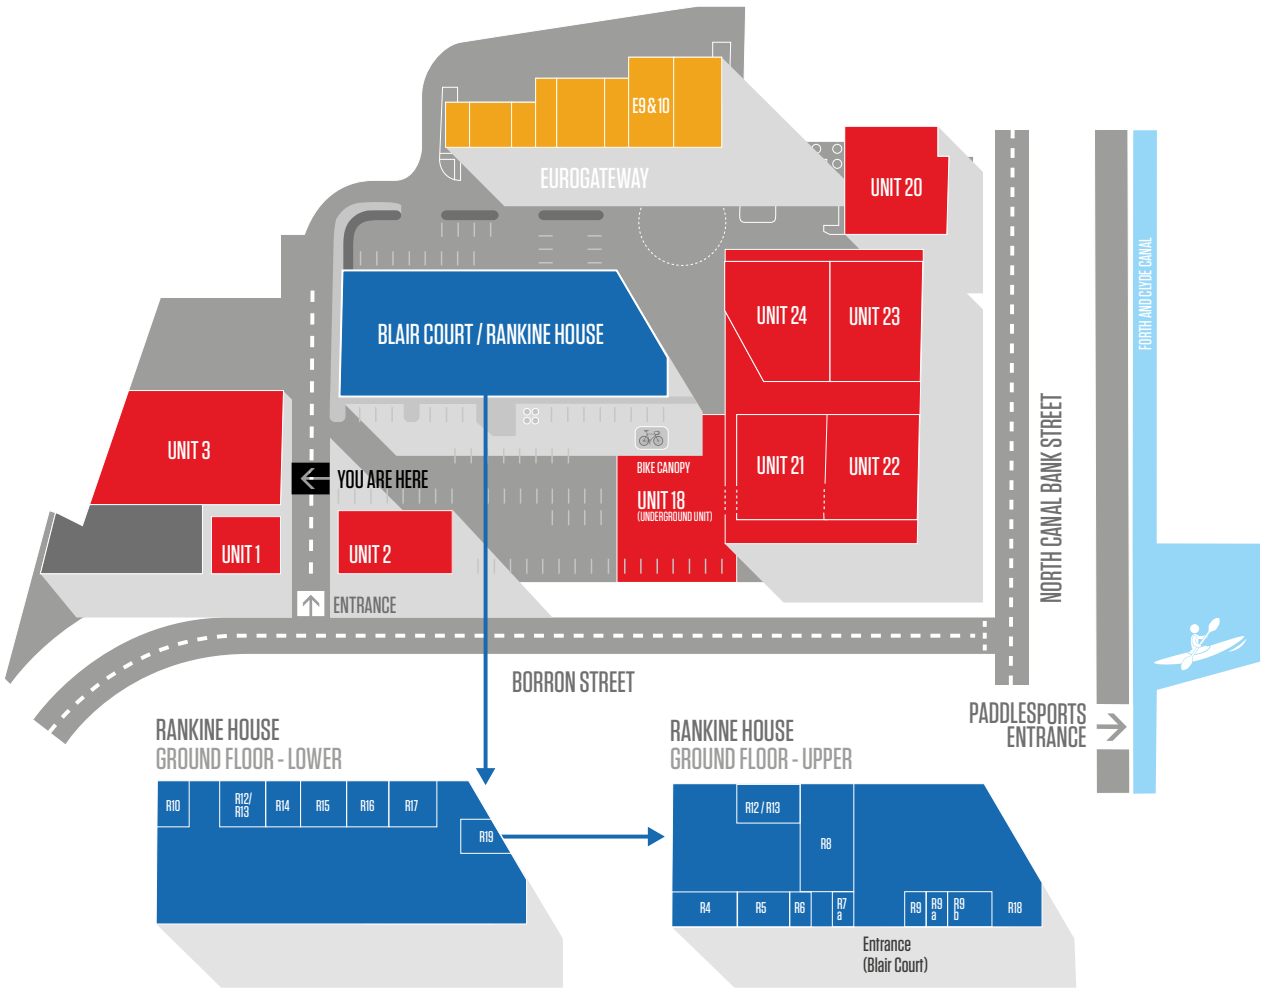 E9 & 10
EUROGATEWAY
UNIT 20
FORTH AND CLYDE CANAL
UNIT 24
UNIT 23
BLAIR COURT / RANKINE HOUSE
UNIT 3
YOU ARE HERE
BIKE CANOPY
UNIT 18
(UNDERGROUND UNIT)
UNIT 21
UNIT 22
NORTH CANAL BANK STREET
UNIT 1
UNIT 2
ENTRANCE
BORRON STREET
PADDLESPORTS
ENTRANCE
RANKINE HOUSE
GROUND FLOOR - LOWER
R10
R12/
R13
R14
R15
R16
R17
R19
RANKINE HOUSE
GROUND FLOOR - UPPER
R12 / R13
R8
R4
R5
R6
R7
a
R9
R9
a
R9
b
R18
Entrance
(Blair Court)